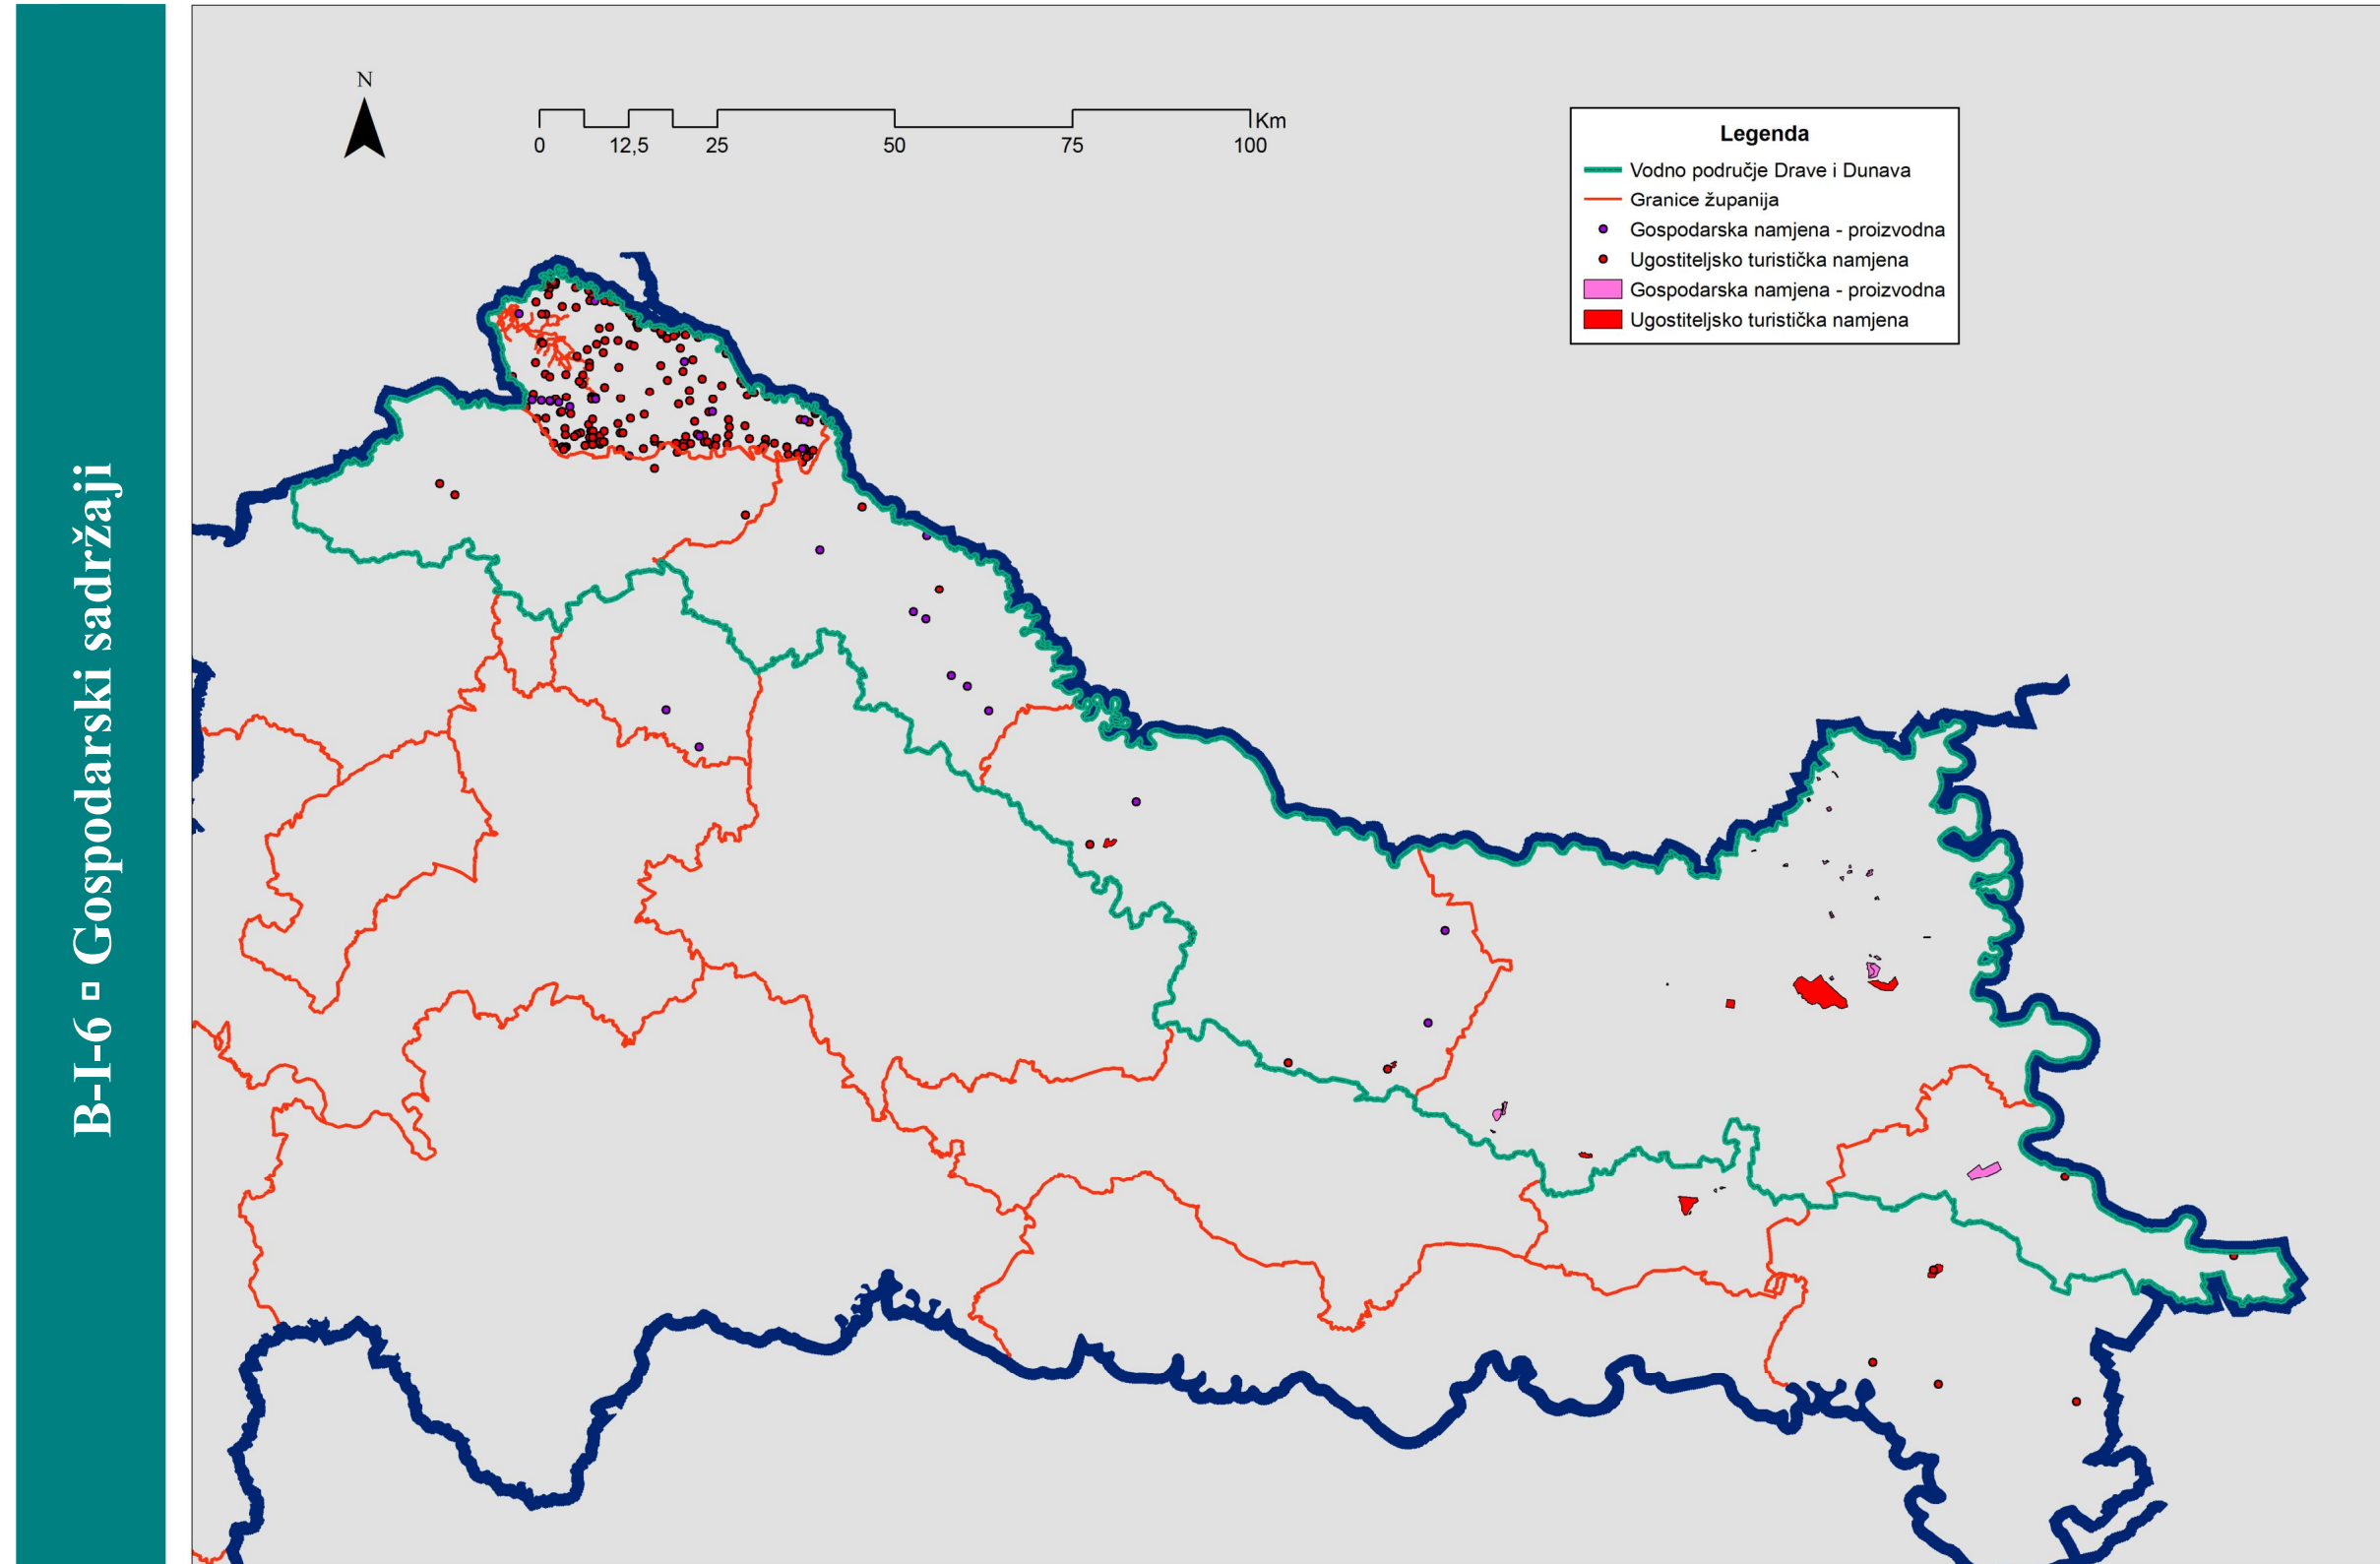 B-I-6 ▫ Gospodarski sadržaji
N
Km
0 12,5 25 50 75 100
Legenda
Vodno područje Drave i Dunava
Granice županija
Gospodarska namjena - proizvodna
Ugostiteljsko turistička namjena
Gospodarska namjena - proizvodna
Ugostiteljsko turistička namjena